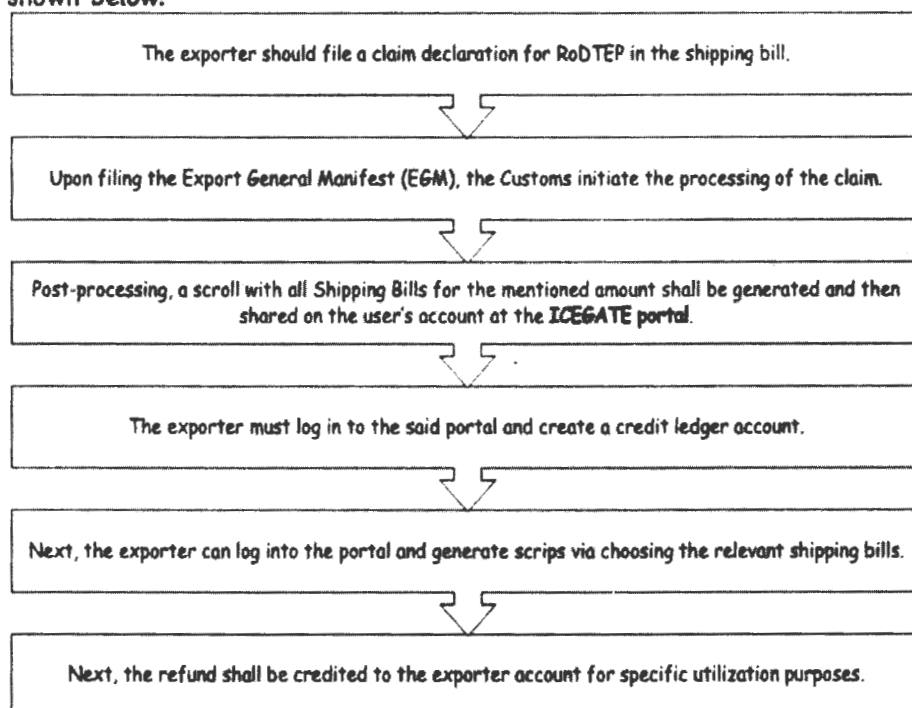 shown below:
The exporter should file a claim declaration for RoDTEP in the shipping bill.
Upon filing the Export General Manifest (EGM), the Customs initiate the processing of the claim.
Post-processing, a scroll with all Shipping Bills for the mentioned amount shall be generated and then
shared on the user's account at the ICEGATE portal.
The exporter must log in to the said portal and create a credit ledger account.
Next, the exporter can log into the portal and generate scrips via choosing the relevant shipping bills.
Next, the refund shall be credited to the exporter account for specific utilization purposes.